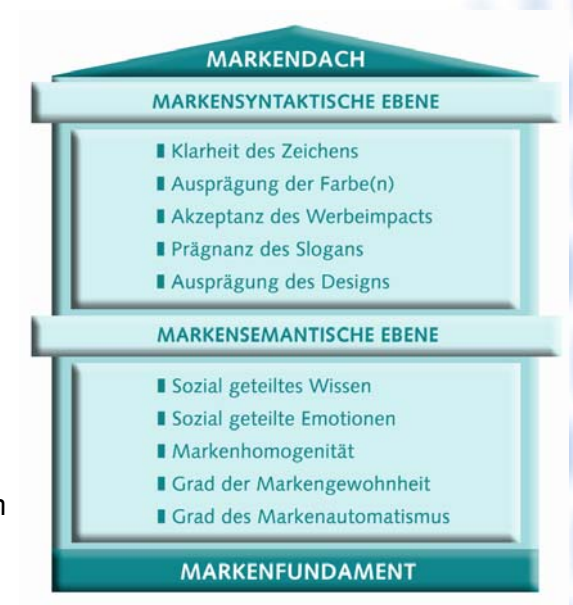 MARKENDACH
MARKENSYNTAKTISCHE EBENE
▮ Klarheit des Zeichens
▮ Ausprägung der Farbe(n)
▮ Akzeptanz des Werbeimpacts
▮ Prägnanz des Slogans
▮ Ausprägung des Designs
MARKENSEMANTISCHE EBENE
▮ Sozial geteiltes Wissen
▮ Sozial geteilte Emotionen
▮ Markenhomogenität
▮ Grad der Markengewohnheit
▮ Grad des Markenautomatismus
MARKENFUNDAMENT